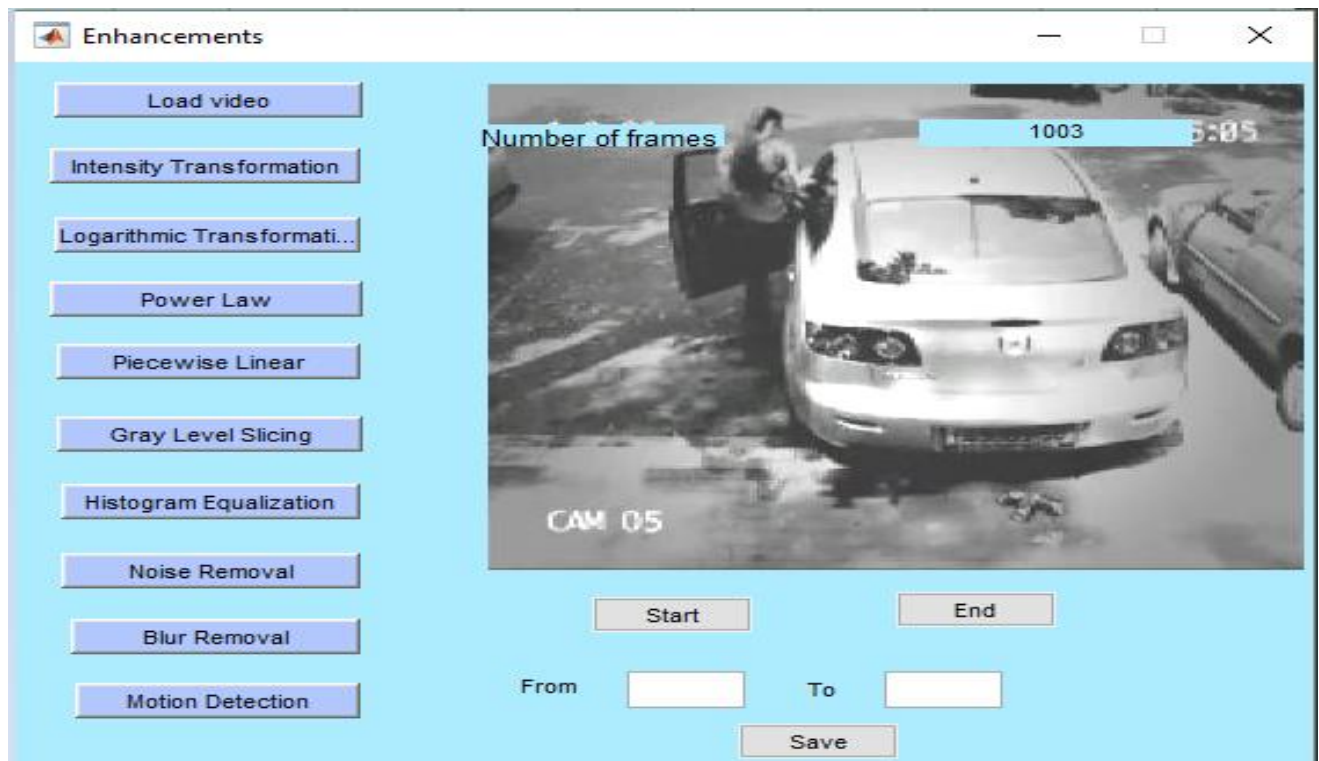 Enhancements
Load video
Intensity Transformation
Logarithmic Transformati...
Power Law
Piecewise Linear
Gray Level Slicing
Histogram Equalization
Noise Removal
Blur Removal
Motion Detection
Number of frames 1003
:05
CAM 05
Start End
From To
Save